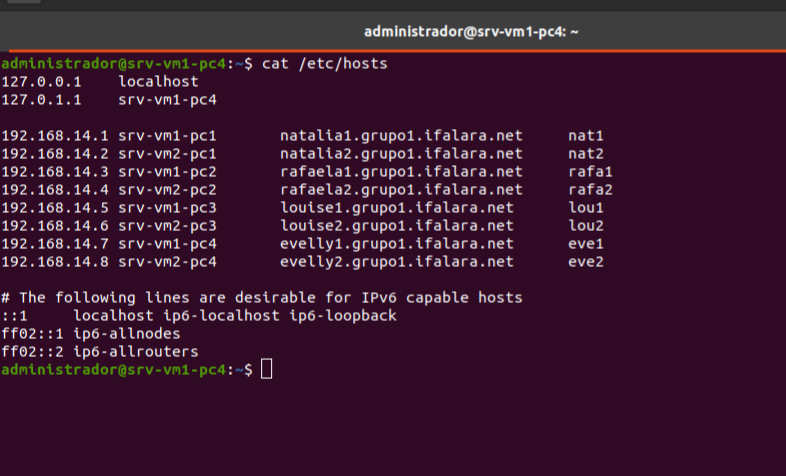 administrador@srv-vm1-pc4: ~
administrador@srv-vm1-pc4:~$ cat /etc/hosts
127.0.0.1    localhost
127.0.1.1    srv-vm1-pc4
192.168.14.1 srv-vm1-pc1       natalia1.grupo1.ifalara.net     nat1
192.168.14.2 srv-vm2-pc1       natalia2.grupo1.ifalara.net     nat2
192.168.14.3 srv-vm1-pc2       rafaela1.grupo1.ifalara.net     rafa1
192.168.14.4 srv-vm2-pc2       rafaela2.grupo1.ifalara.net     rafa2
192.168.14.5 srv-vm1-pc3       louise1.grupo1.ifalara.net      lou1
192.168.14.6 srv-vm2-pc3       louise2.grupo1.ifalara.net      lou2
192.168.14.7 srv-vm1-pc4       evelly1.grupo1.ifalara.net      eve1
192.168.14.8 srv-vm2-pc4       evelly2.grupo1.ifalara.net      eve2
# The following lines are desirable for IPv6 capable hosts
::1     localhost ip6-localhost ip6-loopback
ff02::1 ip6-allnodes
ff02::2 ip6-allrouters
administrador@srv-vm1-pc4:~$